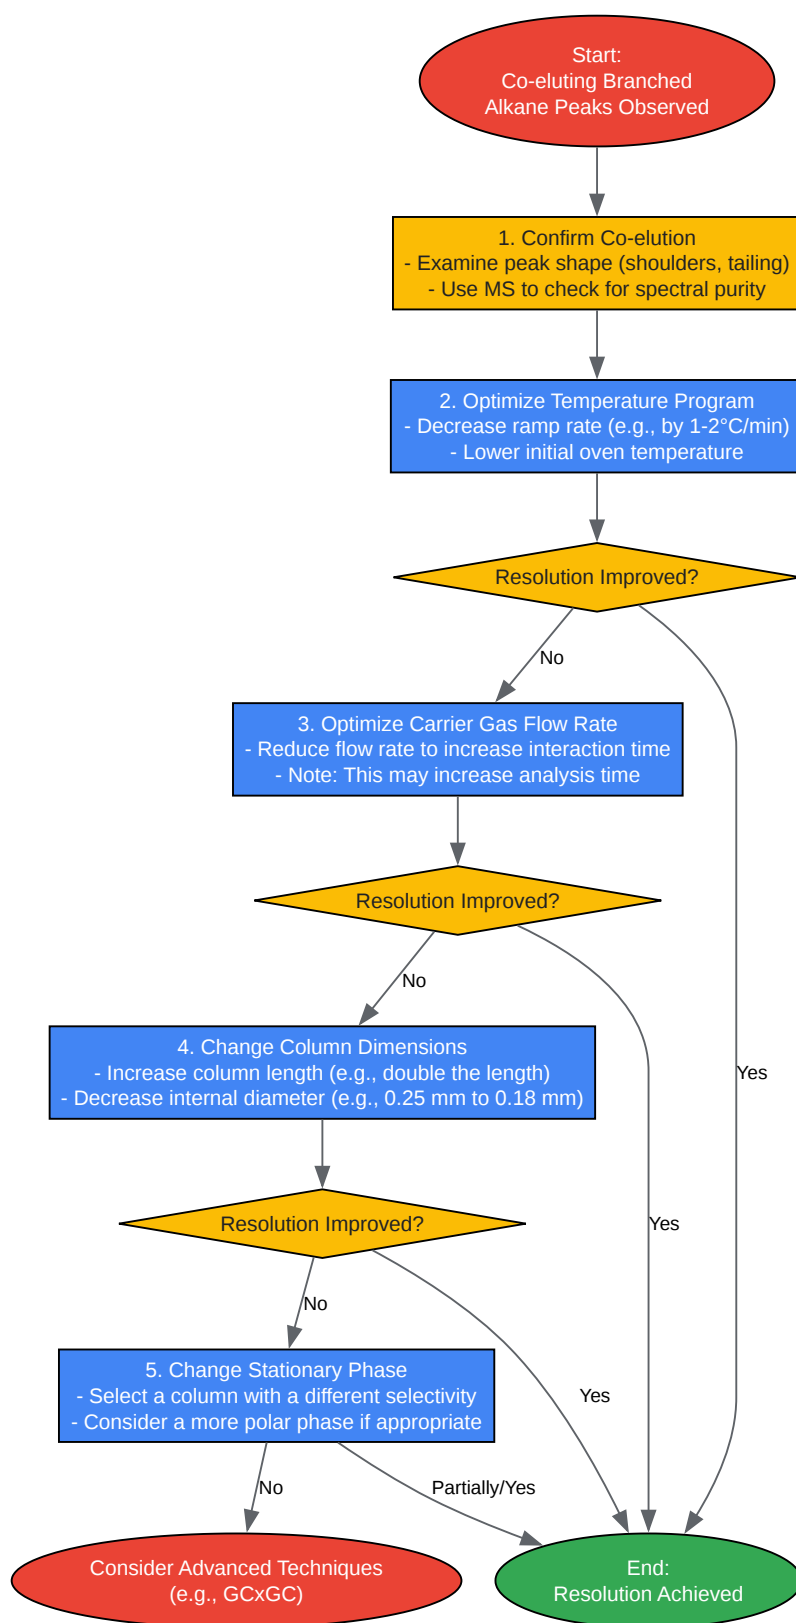 Start:
Co-eluting Branched
Alkane Peaks Observed
1. Confirm Co-elution
- Examine peak shape (shoulders, tailing)
- Use MS to check for spectral purity
2. Optimize Temperature Program
- Decrease ramp rate (e.g., by 1-2°C/min)
- Lower initial oven temperature
Resolution Improved?
No
3. Optimize Carrier Gas Flow Rate
- Reduce flow rate to increase interaction time
- Note: This may increase analysis time
Resolution Improved?
No
4. Change Column Dimensions
- Increase column length (e.g., double the length)
- Decrease internal diameter (e.g., 0.25 mm to 0.18 mm)
Yes
Resolution Improved?
Yes
No
5. Change Stationary Phase
- Select a column with a different selectivity
- Consider a more polar phase if appropriate
Yes
No
Partially/Yes
Consider Advanced Techniques
(e.g., GCxGC)
End:
Resolution Achieved